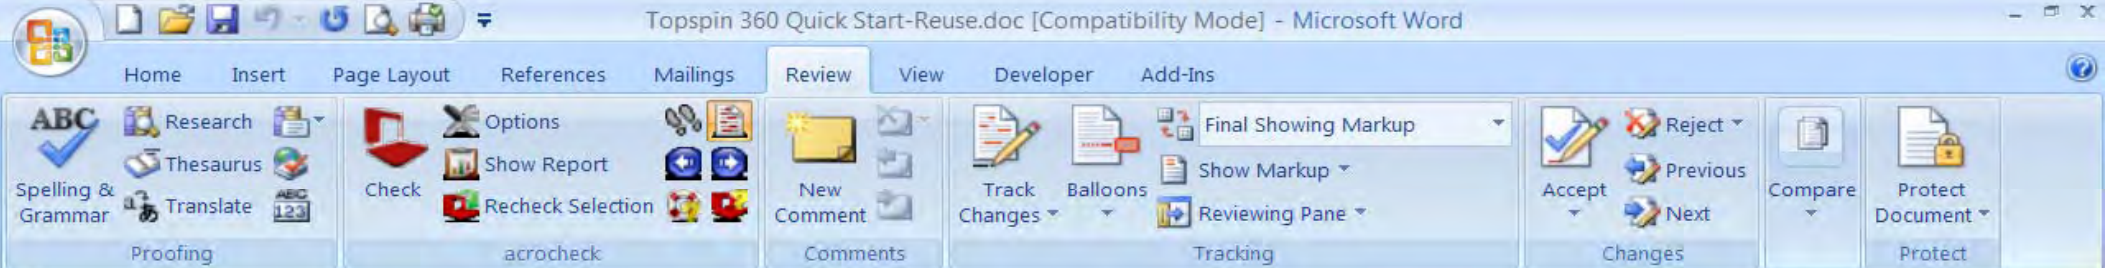 Topspin 360 Quick Start-Reuse.doc [Compatibility Mode] - Microsoft Word
Home Insert Page Layout References Mailings Review View Developer Add-Ins
ABC
Spelling &
Grammar
Research
Thesaurus
Translate
ABC
123
Proofing
Check
Options
Show Report
Recheck Selection
acrocheck
New
Comment
Comments
Track
Changes
Balloons
Final Showing Markup
Show Markup
Reviewing Pane
Tracking
Accept
Reject
Previous
Next
Changes
Compare
Protect
Document
Protect